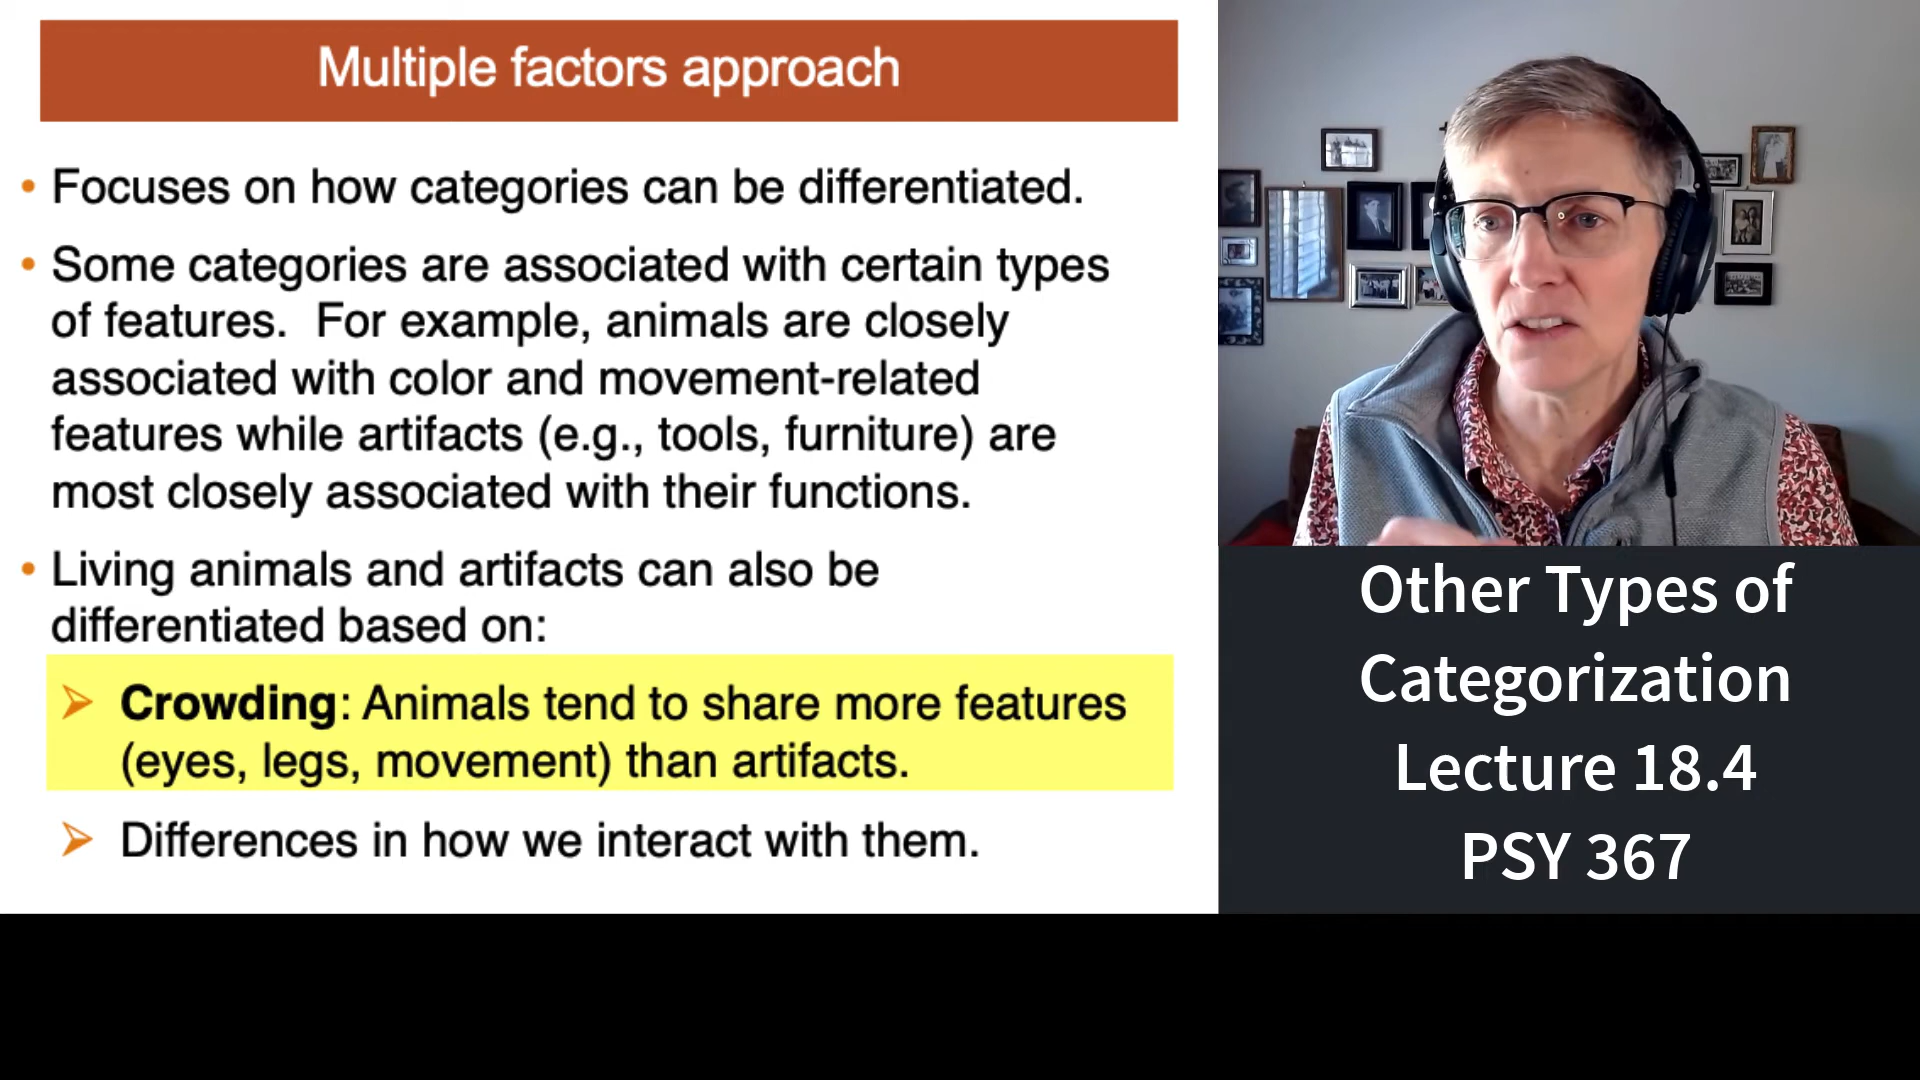 Multiple factors approach
• Focuses on how categories can be differentiated.
• Some categories are associated with certain types
of features.  For example, animals are closely
associated with color and movement-related
features while artifacts (e.g., tools, furniture) are
most closely associated with their functions.
• Living animals and artifacts can also be
differentiated based on:
➢ Crowding: Animals tend to share more features
(eyes, legs, movement) than artifacts.
➢ Differences in how we interact with them.
Other Types of
Categorization
Lecture 18.4
PSY 367